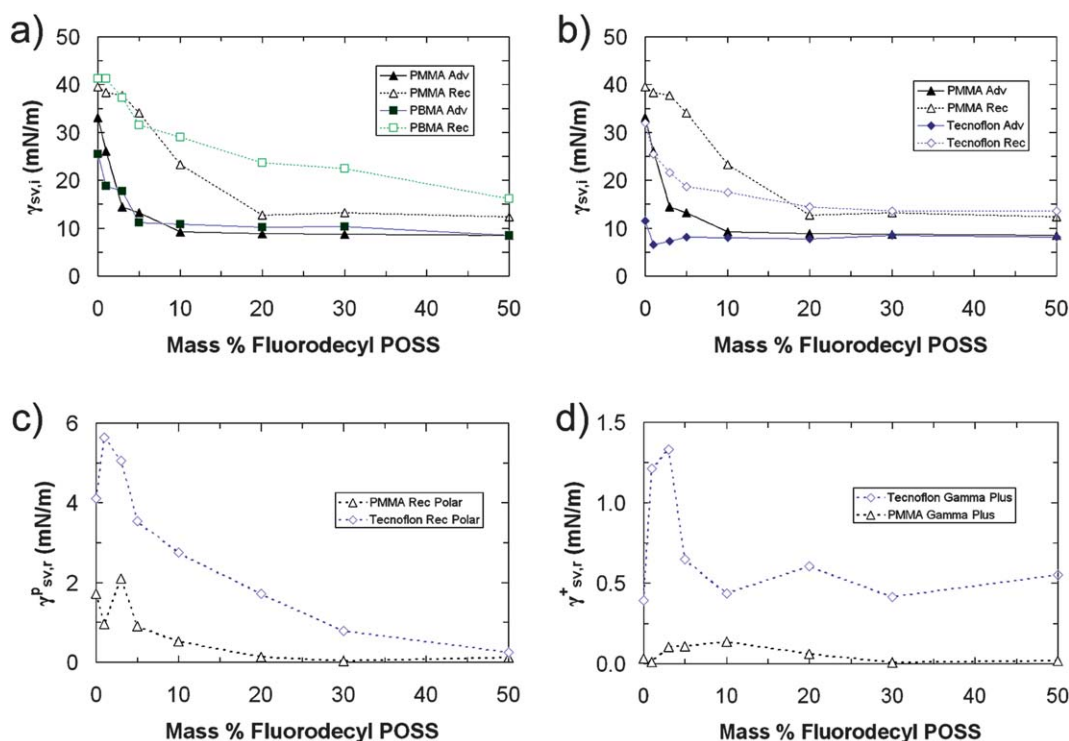 a)
50
40
30
20
10
0
γsv,i (mN/m)
PMMA Adv
PMMA Rec
PBMA Adv
PBMA Rec
0 10 20 30 40 50
Mass % Fluorodecyl POSS
b)
50
40
30
20
10
0
γsv,i (mN/m)
PMMA Adv
PMMA Rec
Tecnoflon Adv
Tecnoflon Rec
0 10 20 30 40 50
Mass % Fluorodecyl POSS
c)
6
4
2
0
γᵖsv,r (mN/m)
PMMA Rec Polar
Tecnoflon Rec Polar
0 10 20 30 40 50
Mass % Fluorodecyl POSS
d)
1.5
1.0
0.5
0.0
γ⁺sv,r (mN/m)
Tecnoflon Gamma Plus
PMMA Gamma Plus
0 10 20 30 40 50
Mass % Fluorodecyl POSS